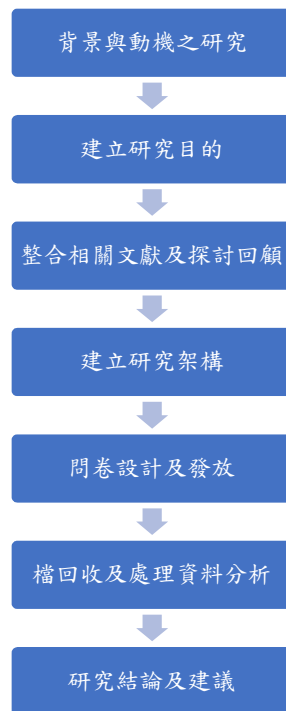 背景與動機之研究
建立研究目的
整合相關文獻及探討回顧
建立研究架構
問卷設計及發放
檔回收及處理資料分析
研究結論及建議